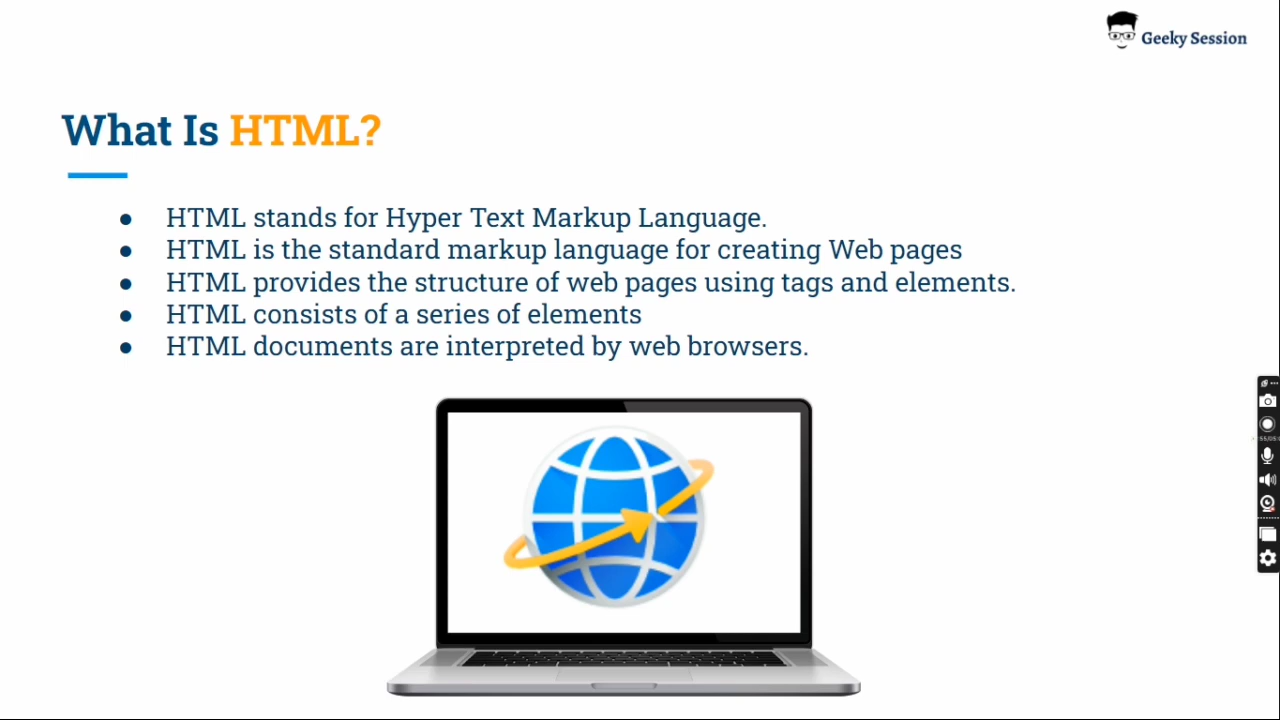 Geeky Session
What Is HTML?
● HTML stands for Hyper Text Markup Language.
● HTML is the standard markup language for creating Web pages
● HTML provides the structure of web pages using tags and elements.
● HTML consists of a series of elements
● HTML documents are interpreted by web browsers.